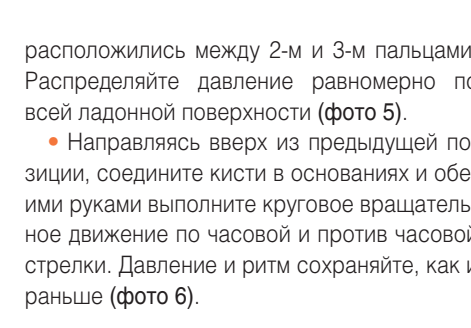 расположились между 2-м и 3-м пальцами
Распределяйте давление равномерно по
всей ладонной поверхности (фото 5).
• Направляясь вверх из предыдущей по
зиции, соедините кисти в основаниях и обе
ими руками выполните круговое вращатель
ное движение по часовой и против часовой
стрелки. Давление и ритм сохраняйте, как и
раньше (фото 6).